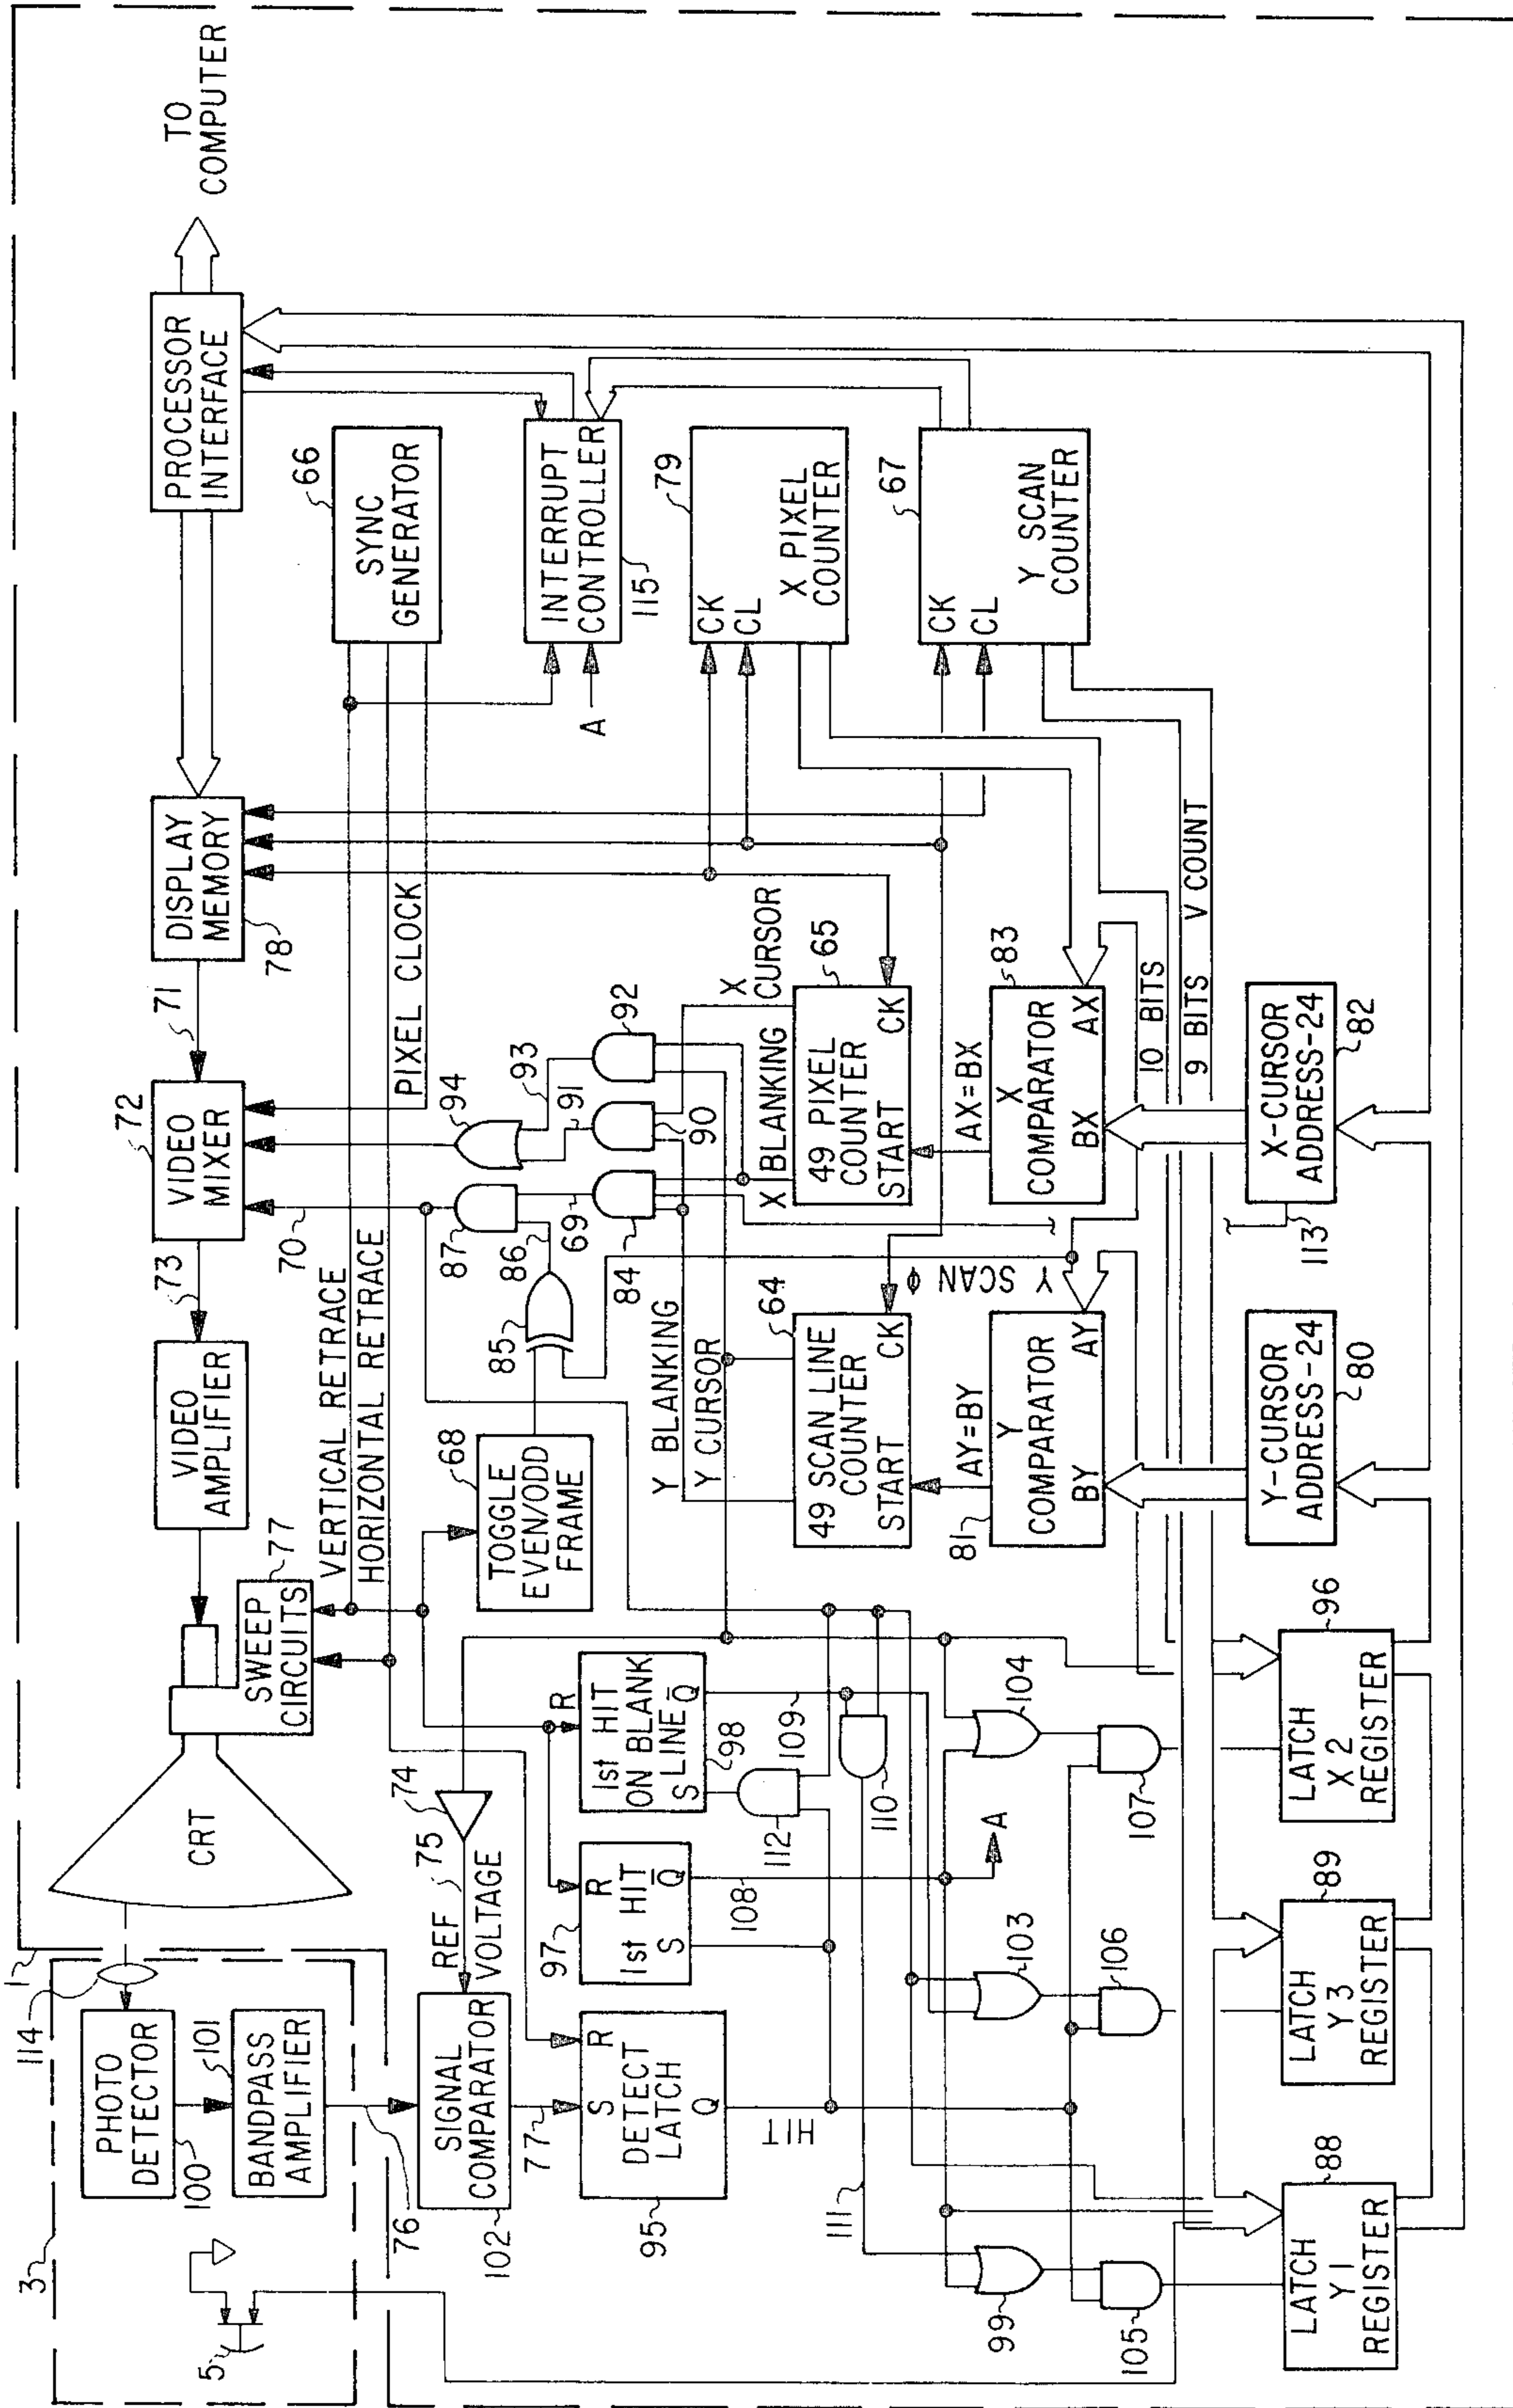 3
114
1
PHOTO
DETECTOR
100
101
BANDPASS
AMPLIFIER
5
76
CRT
SWEEP
CIRCUITS
77
VIDEO
AMPLIFIER
73
VIDEO
MIXER
72
71
DISPLAY
MEMORY
78
PROCESSOR
INTERFACE
TO
COMPUTER
VERTICAL RETRACE
HORIZONTAL RETRACE
70
PIXEL CLOCK
SYNC
GENERATOR
66
SIGNAL
COMPARATOR
102
REF
VOLTAGE
75
74
77
S
R
DETECT
LATCH
Q
95
HIT
97
R
1st HIT
S
Q
108
R
1st HIT
ON BLANK
LINE
S
Q
98
109
112
110
111
A
TOGGLE
EVEN/ODD
FRAME
68
85
86
87
69
84
94
93
91
90
92
Y BLANKING
Y CURSOR
X BLANKING
X
CURSOR
INTERRUPT
CONTROLLER
115
A
49 SCAN LINE
COUNTER
START
CK
64
Y SCAN Φ
49 PIXEL
COUNTER
START
CK
65
CK
CL
X PIXEL
COUNTER
79
AY=BY
AX=BX
Y
COMPARATOR
BY
AY
81
X
COMPARATOR
BX
AX
83
CK
CL
Y SCAN
COUNTER
67
99
105
103
106
104
107
10 BITS
9 BITS
V COUNT
LATCH
Y1
REGISTER
88
LATCH
Y3
REGISTER
89
LATCH
X2
REGISTER
96
Y-CURSOR
ADDRESS-24
80
X-CURSOR
ADDRESS-24
82
113